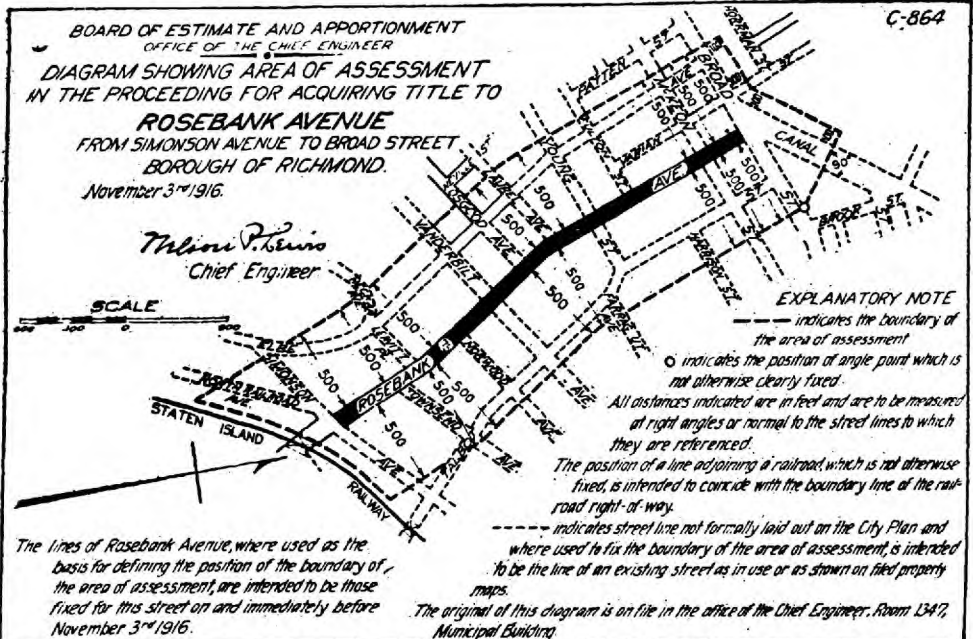 C-864
BOARD OF ESTIMATE AND APPORTIONMENT
OFFICE OF THE CHIEF ENGINEER
DIAGRAM SHOWING AREA OF ASSESSMENT
IN THE PROCEEDING FOR ACQUIRING TITLE TO
ROSEBANK AVENUE
FROM SIMONSON AVENUE TO BROAD STREET
BOROUGH OF RICHMOND.
November 3rd 1916.
Nelson P. Lewis
Chief Engineer
SCALE
BROAD
ST.
CANAL
ST.
YOUNG
ST.
OSGOOD
AVE
VANDERBILT
AVE
SIMONSON
AVE
ROSEBANK
AVE.
TOWNSEND
AVE
500
500
500
500
500
500
500
500
500
STATEN ISLAND
RAILWAY
EXPLANATORY NOTE
indicates the boundary of
the area of assessment
indicates the position of angle point which is
not otherwise clearly fixed.
All distances indicated are in feet and are to be measured
at right angles or normal to the street lines to which
they are referenced.
The position of a line adjoining a railroad, which is not otherwise
fixed, is intended to coincide with the boundary line of the rail-
road right-of-way.
indicates street line not formally laid out on the City Plan and
where used to fix the boundary of the area of assessment, is intended
to be the line of an existing street as in use or as shown on filed property
maps.
The original of this diagram is on file in the office of the Chief Engineer, Room 1347,
Municipal Building
The lines of Rosebank Avenue, where used as the
basis for defining the position of the boundary of
the area of assessment, are intended to be those
fixed for this street on and immediately before
November 3rd 1916.